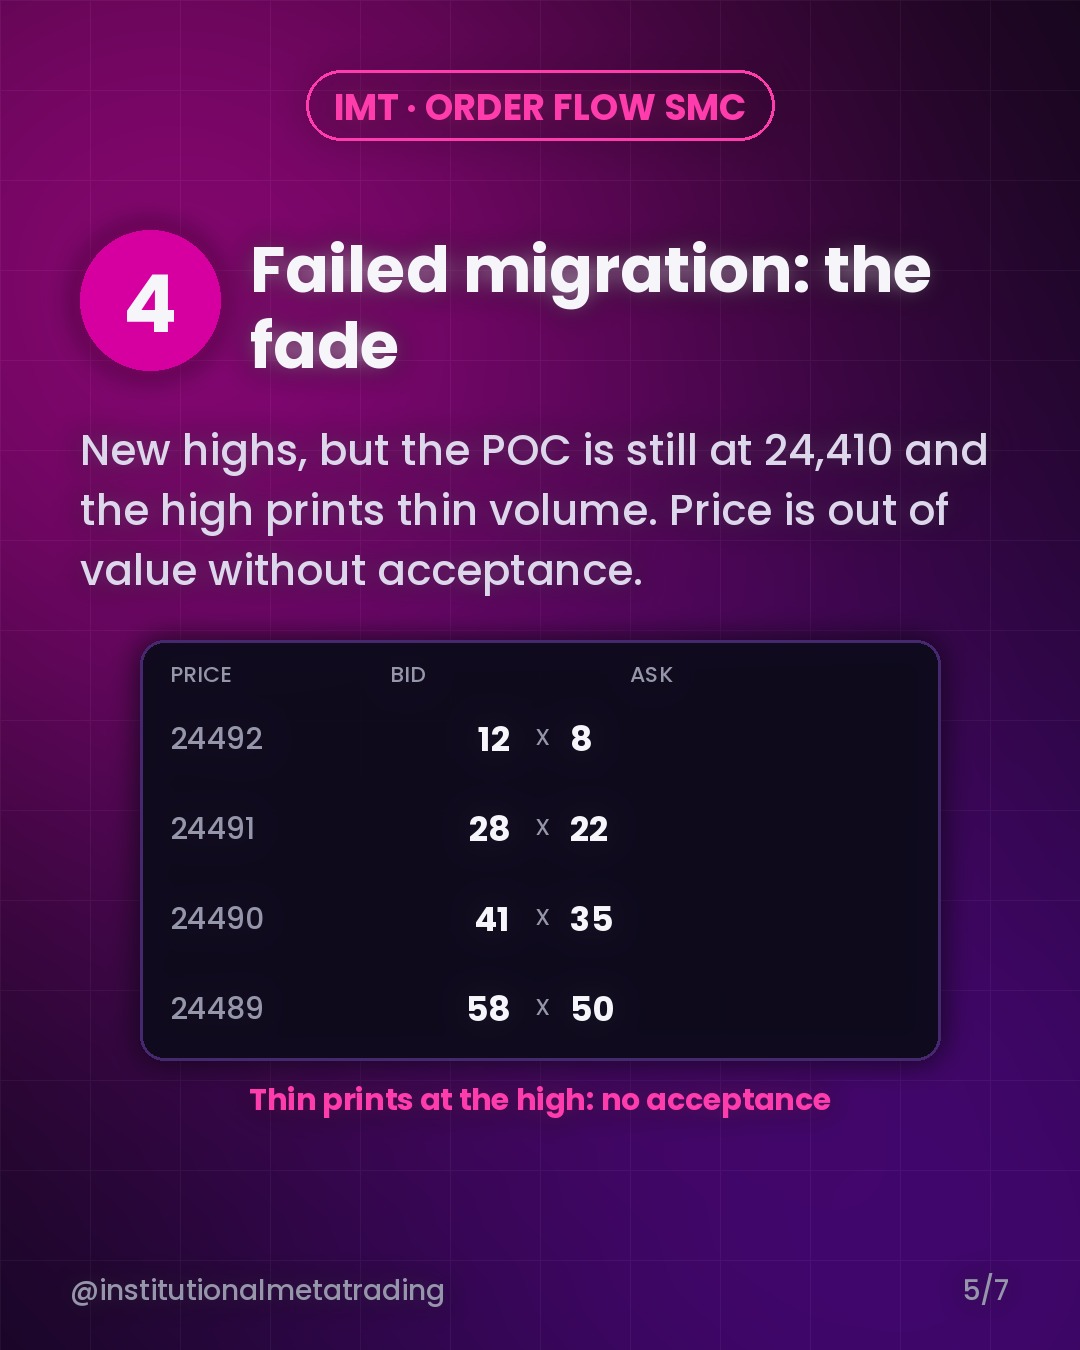 IMT · ORDER FLOW SMC
4
Failed migration: the
fade
New highs, but the POC is still at 24,410 and
the high prints thin volume. Price is out of
value without acceptance.
PRICE BID ASK
24492 12 x 8
24491 28 x 22
24490 41 x 35
24489 58 x 50
Thin prints at the high: no acceptance
@institutionalmetatrading 5/7